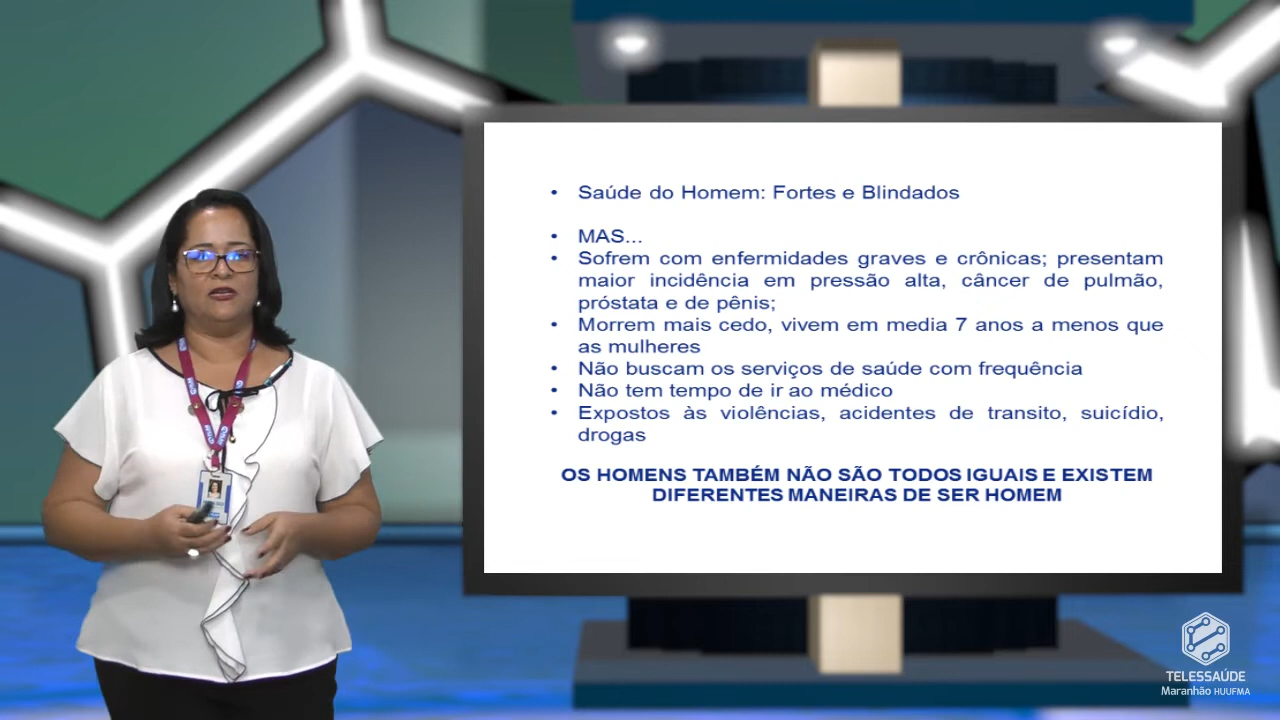 • Saúde do Homem: Fortes e Blindados
• MAS...
• Sofrem com enfermidades graves e crônicas; presentam
maior incidência em pressão alta, câncer de pulmão,
próstata e de pênis;
• Morrem mais cedo, vivem em media 7 anos a menos que
as mulheres
• Não buscam os serviços de saúde com frequência
• Não tem tempo de ir ao médico
• Expostos às violências, acidentes de transito, suicídio,
drogas
OS HOMENS TAMBÉM NÃO SÃO TODOS IGUAIS E EXISTEM
DIFERENTES MANEIRAS DE SER HOMEM
TELESSAÚDE
Maranhão HUUFMA